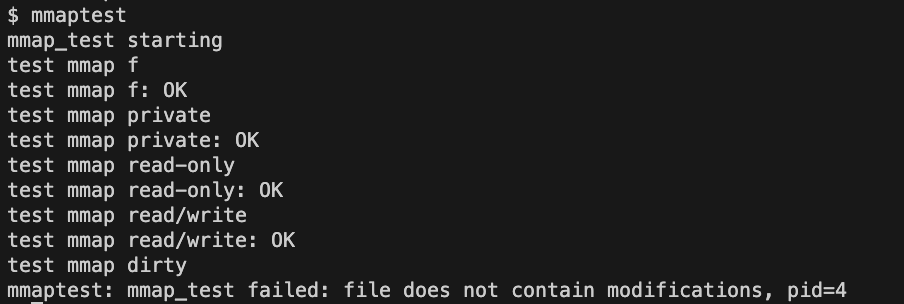 $ mmaptest
mmap_test starting
test mmap f
test mmap f: OK
test mmap private
test mmap private: OK
test mmap read-only
test mmap read-only: OK
test mmap read/write
test mmap read/write: OK
test mmap dirty
mmaptest: mmap_test failed: file does not contain modifications, pid=4